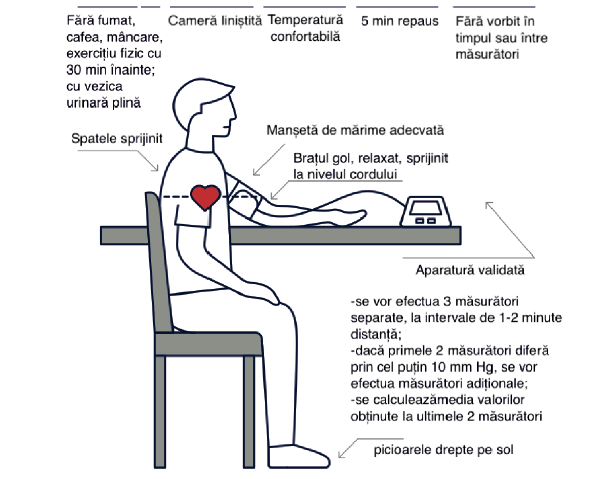 Fără fumat,
cafea, mâncare,
exercițiu fizic cu
30 min înainte;
cu vezica
urinară plină
Cameră liniștită
Temperatură
confortabilă
5 min repaus
Fără vorbit în
timpul sau între
măsurători
Spatele sprijinit
Manșetă de mărime adecvată
Brațul gol, relaxat, sprijinit
la nivelul cordului
Aparatură validată
-se vor efectua 3 măsurători
separate, la intervale de 1-2 minute
distanță;
-dacă primele 2 măsurători diferă
prin cel puțin 10 mm Hg, se vor
efectua măsurători adiționale;
-se calculeazămedia valorilor
obținute la ultimele 2 măsurători
picioarele drepte pe sol